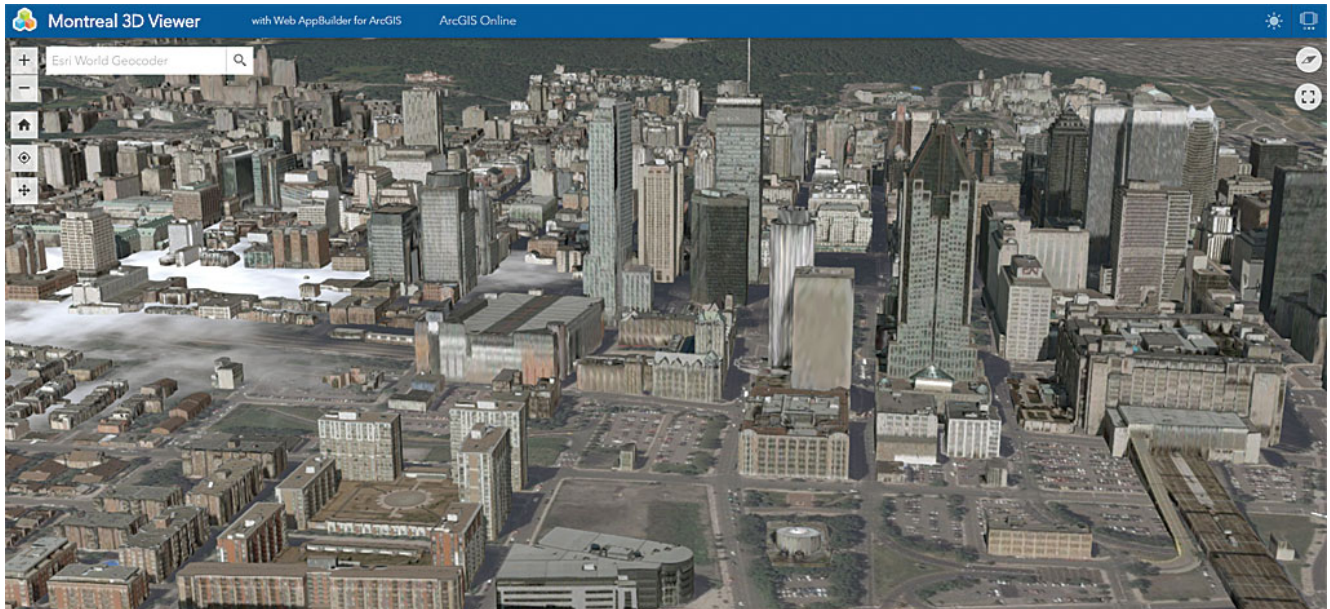 Montreal 3D Viewer with Web AppBuilder for ArcGIS ArcGIS Online
Esri World Geocoder